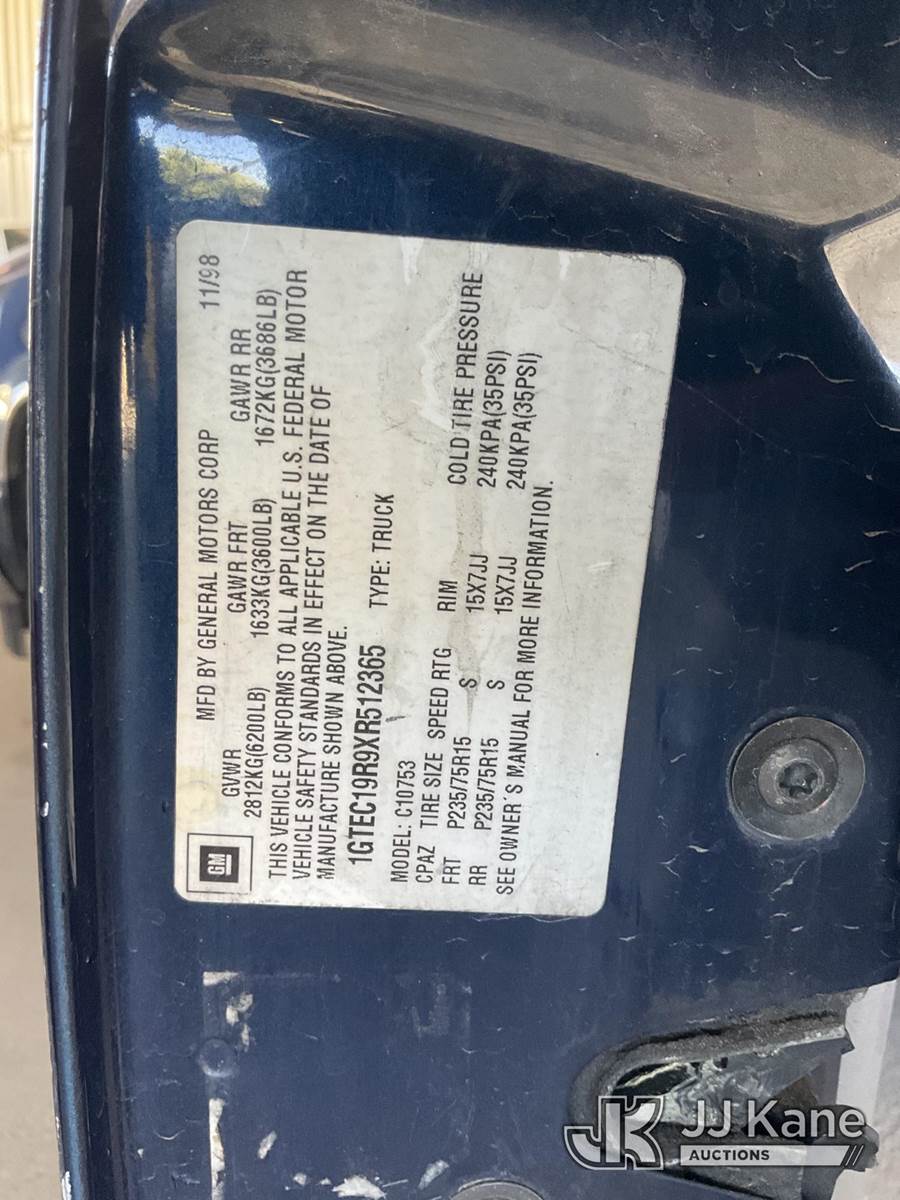 GM
MFD BY GENERAL MOTORS CORP 11/98
GVWR GAWR FRT GAWR RR
2812KG(6200LB) 1633KG(3600LB) 1672KG(3686LB)
THIS VEHICLE CONFORMS TO ALL APPLICABLE U.S. FEDERAL MOTOR
VEHICLE SAFETY STANDARDS IN EFFECT ON THE DATE OF
MANUFACTURE SHOWN ABOVE.
1GTEC19R9XR512365 TYPE: TRUCK
MODEL: C10753
CPAZ TIRE SIZE SPEED RTG RIM COLD TIRE PRESSURE
FRT P235/75R15 S 15X7JJ 240KPA(35PSI)
RR P235/75R15 S 15X7JJ 240KPA(35PSI)
SEE OWNER'S MANUAL FOR MORE INFORMATION.
JK JJ Kane
AUCTIONS